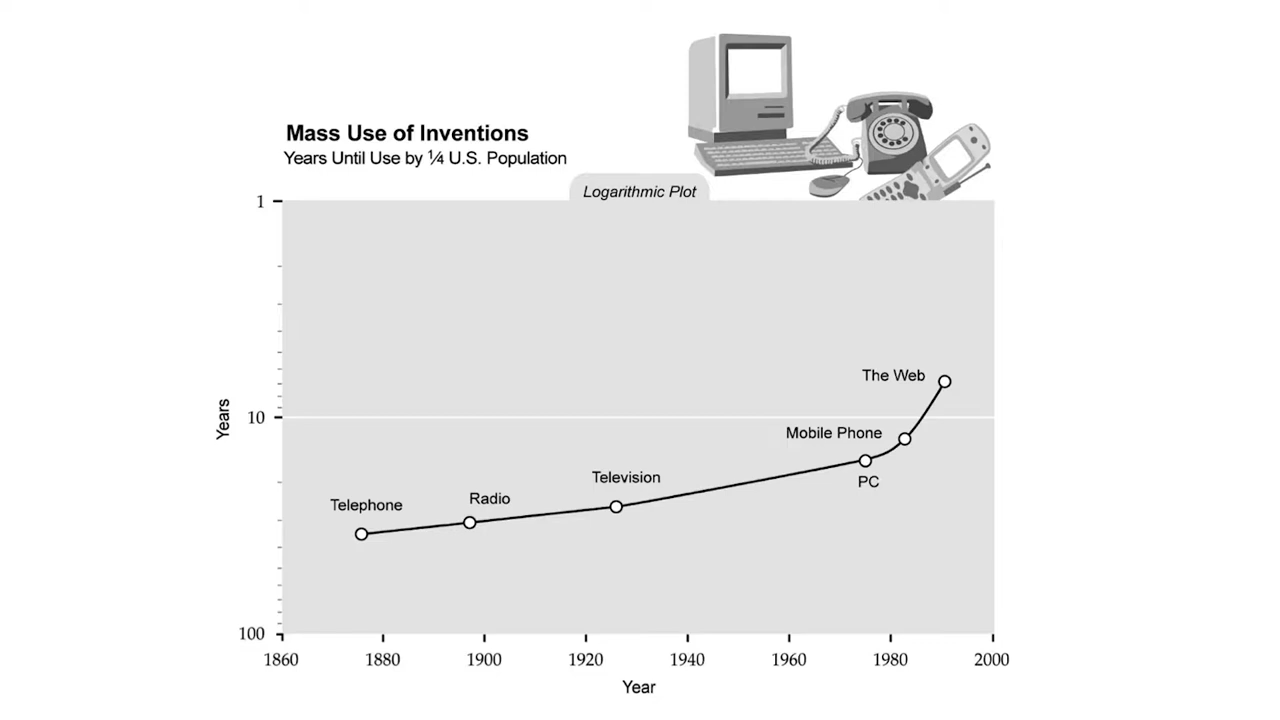 Mass Use of Inventions
Years Until Use by ¼ U.S. Population
Logarithmic Plot
1
The Web
10
Years
Mobile Phone
Television
PC
Radio
Telephone
100
1860 1880 1900 1920 1940 1960 1980 2000
Year